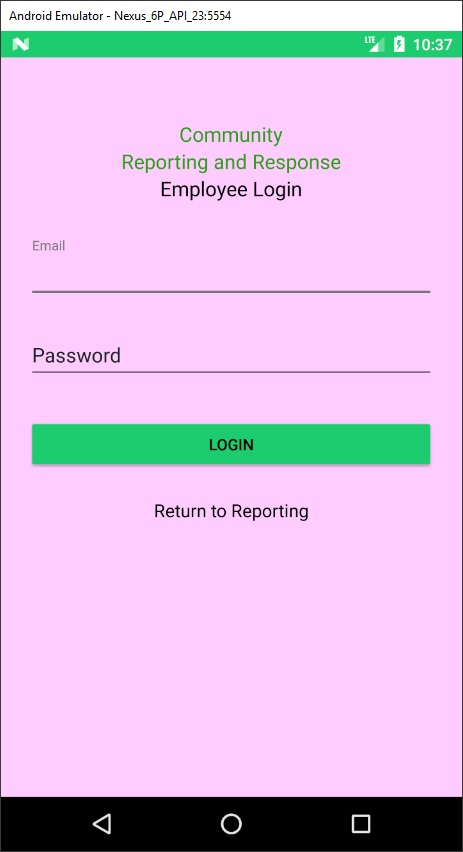 Android Emulator - Nexus_6P_API_23:5554
LTE 10:37
Community
Reporting and Response
Employee Login
Email
Password
LOGIN
Return to Reporting